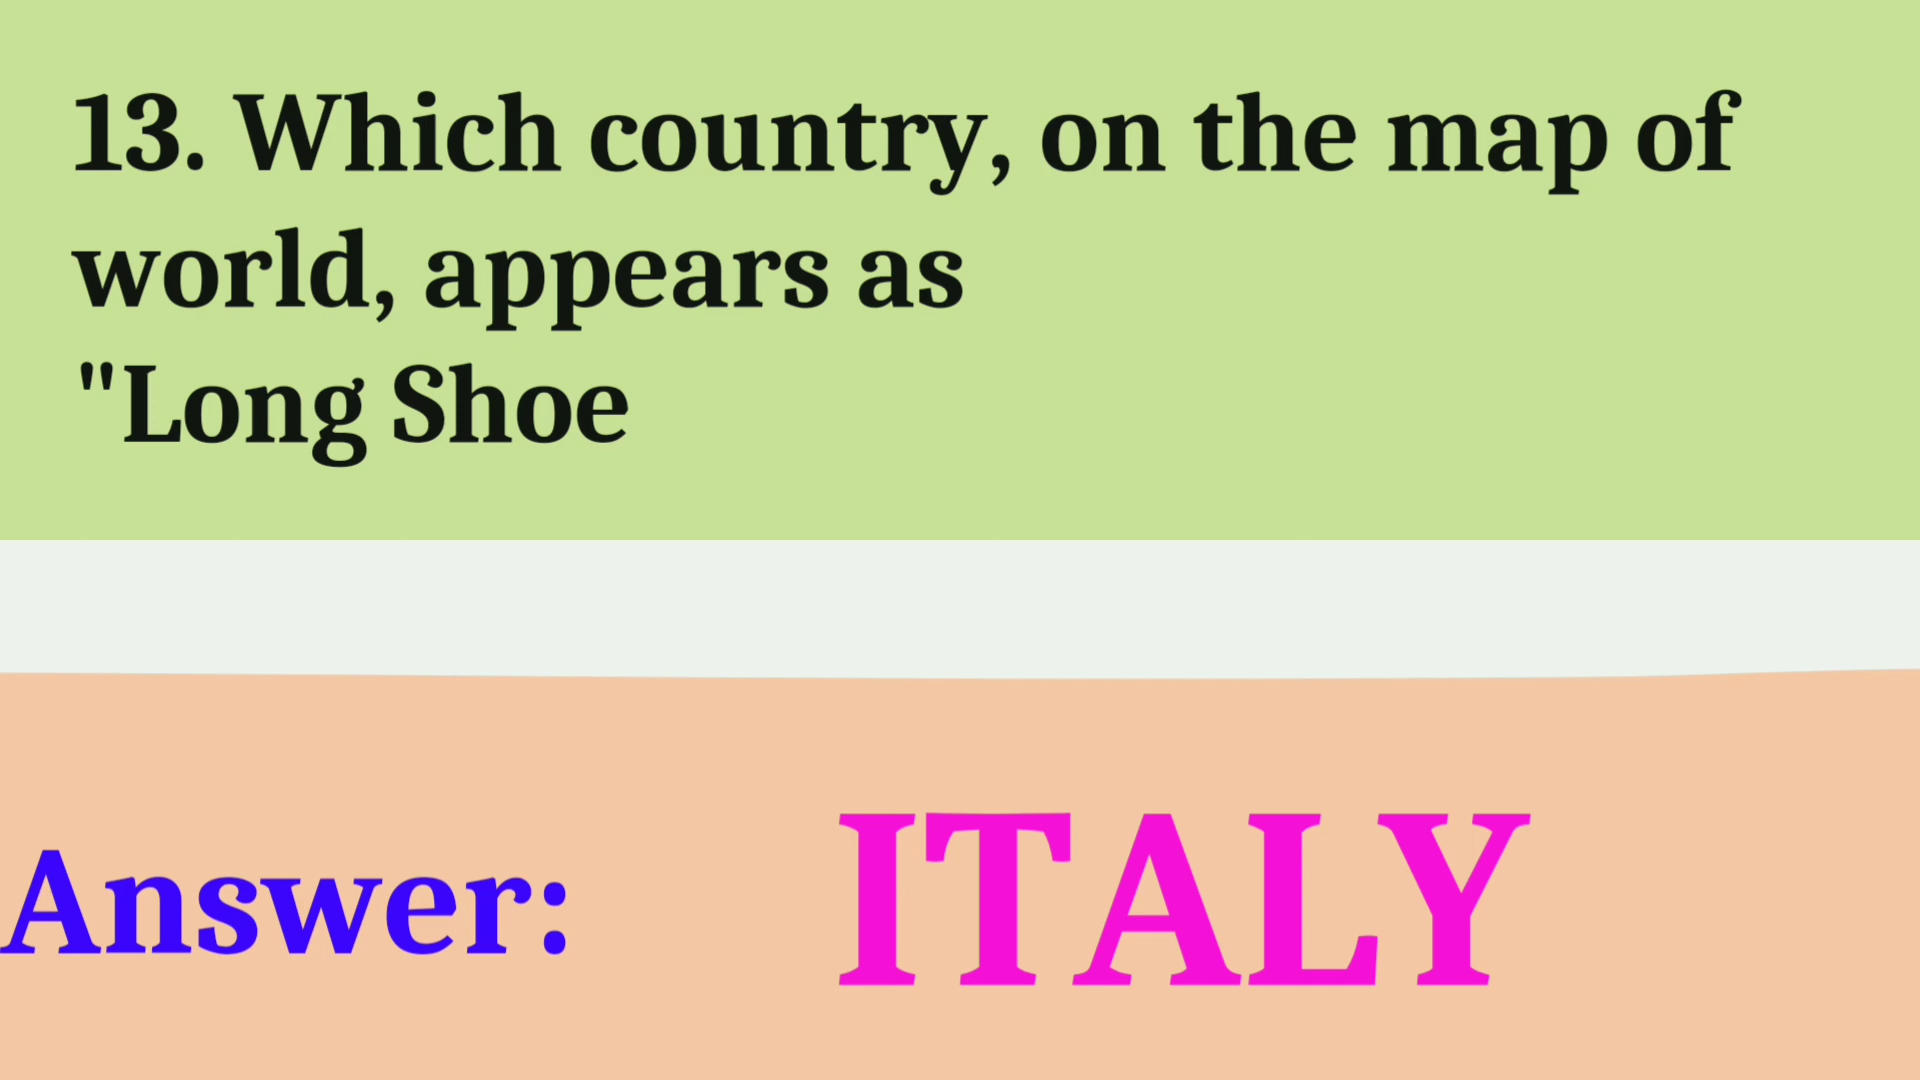 13. Which country, on the map of
world, appears as
"Long Shoe
Answer: ITALY